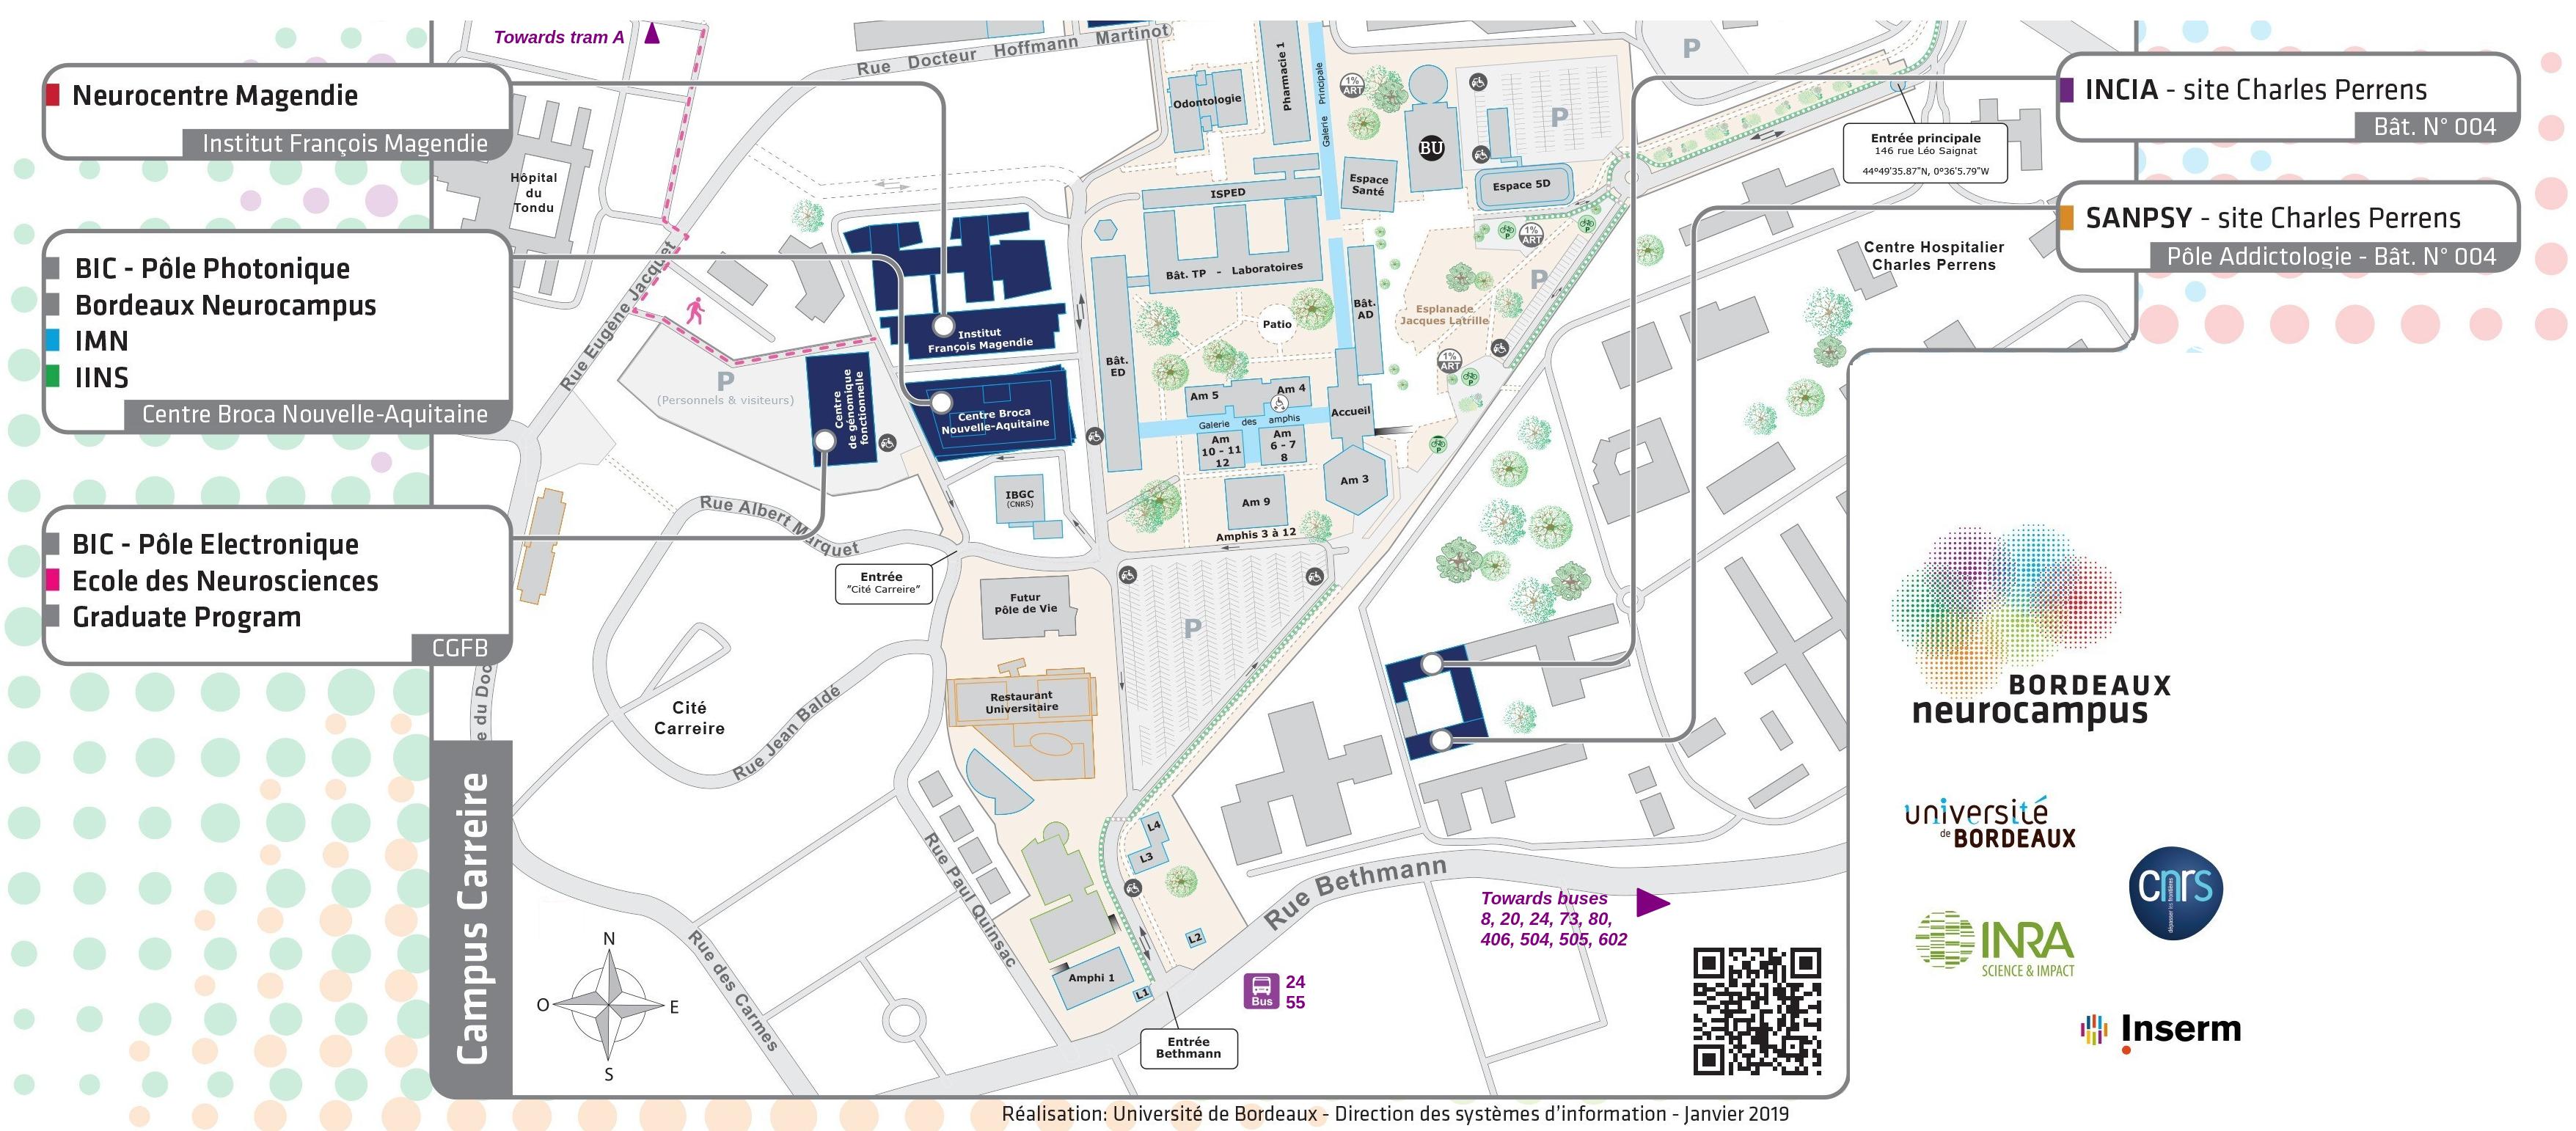 Towards tram A
Neurocentre Magendie
Institut François Magendie
BIC - Pôle Photonique
Bordeaux Neurocampus
IMN
IINS
Centre Broca Nouvelle-Aquitaine
BIC - Pôle Electronique
Ecole des Neurosciences
Graduate Program
CGFB
Campus Carreire
INCIA - site Charles Perrens
Bât. N° 004
SANPSY - site Charles Perrens
Pôle Addictologie - Bât. N° 004
Rue Docteur Hoffmann Martinot
Hôpital
du
Tondu
Rue Eugène Jacquet
P
(Personnels & visiteurs)
Centre
de génomique
fonctionnelle
Institut
François Magendie
Centre Broca
Nouvelle-Aquitaine
IBGC
(CNRS)
Odontologie
Pharmacie 1
Galerie Principale
1%
ART
BU
P
P
Espace
Santé
Espace 5D
ISPED
Bât. TP - Laboratoires
Bât.
ED
Patio
Bât.
AD
1%
ART
P
Esplanade
Jacques Latrille
1%
ART
P
P
P
P
Am 5
Am 4
Galerie des amphis
Accueil
Am
10 - 11
12
Am
6 - 7
8
Am 9
Am 3
Amphis 3 à 12
Entrée principale
146 rue Léo Saignat
44°49'35.87"N, 0°36'5.79"W
Centre Hospitalier
Charles Perrens
Rue Albert Marquet
Entrée
"Cité Carreire"
Futur
Pôle de Vie
P
Restaurant
Universitaire
Cité
Carreire
Rue Jean Baldé
e du Doc
Rue Paul Quinsac
Rue des Carmes
L4
L3
L2
L1
Amphi 1
Rue Bethmann
Entrée
Bethmann
Bus
24
55
Towards buses
8, 20, 24, 73, 80,
406, 504, 505, 602
N
O
E
S
BORDEAUX
neurocampus
université
de BORDEAUX
cnrs
INRA
SCIENCE & IMPACT
Inserm
Réalisation: Université de Bordeaux - Direction des systèmes d'information - Janvier 2019